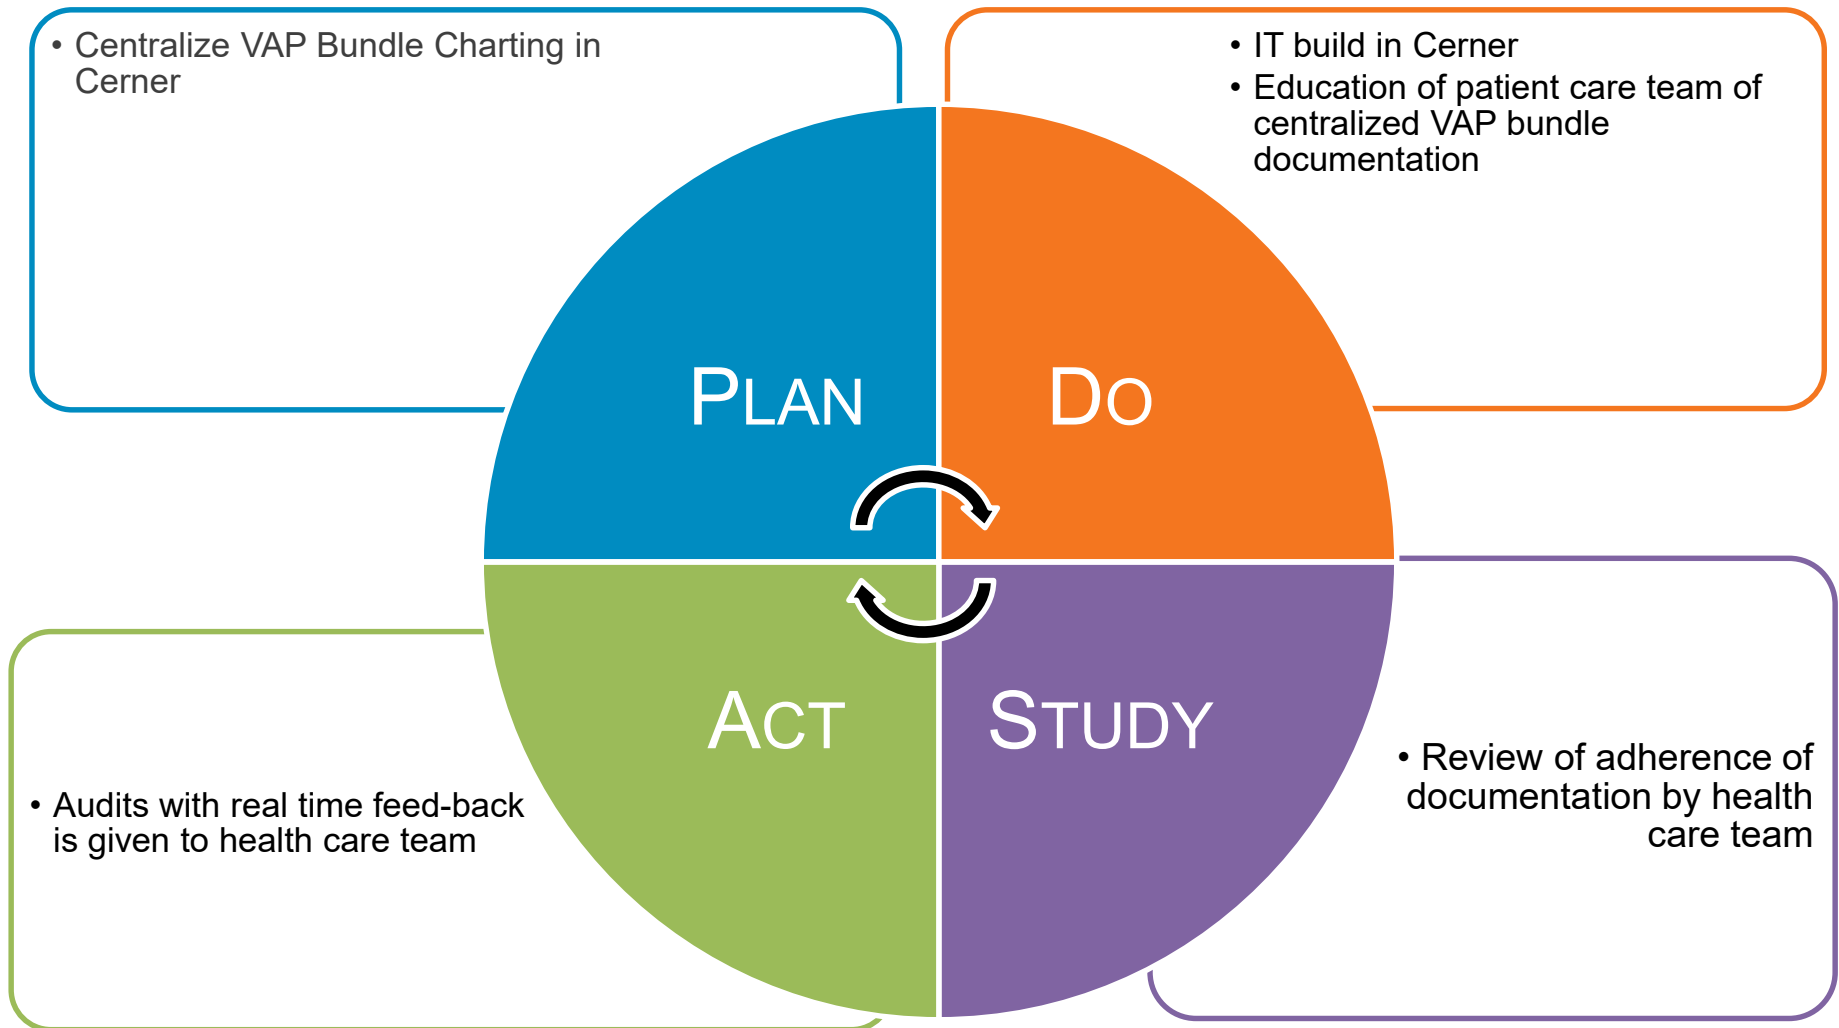 • Centralize VAP Bundle Charting in
Cerner
• IT build in Cerner
• Education of patient care team of
centralized VAP bundle
documentation
PLAN
DO
ACT
STUDY
• Audits with real time feed-back
is given to health care team
• Review of adherence of
documentation by health
care team